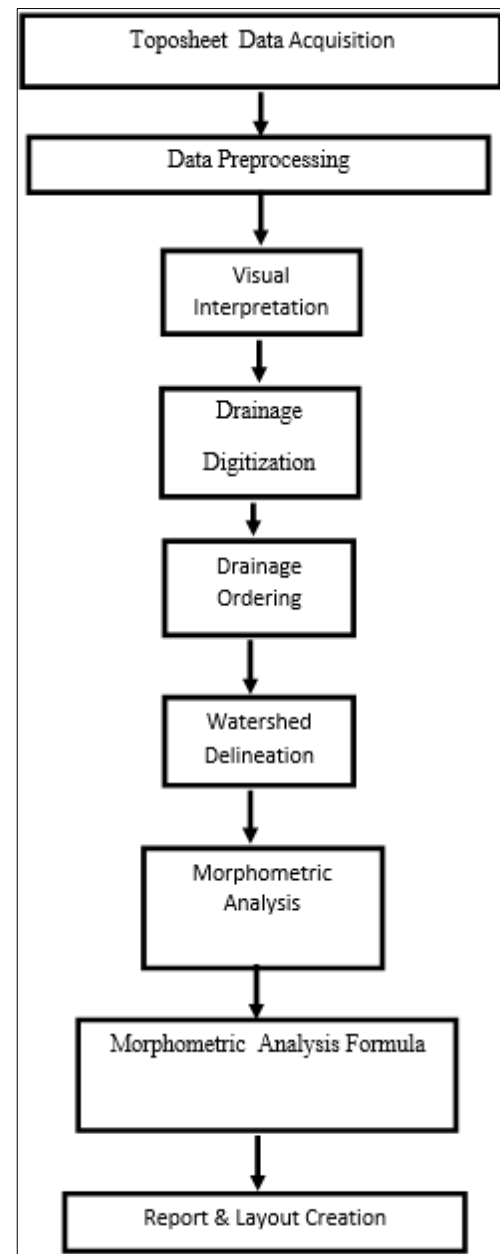 Toposheet Data Acquisition
Data Preprocessing
Visual
Interpretation
Drainage
Digitization
Drainage
Ordering
Watershed
Delineation
Morphometric
Analysis
Morphometric Analysis Formula
Report & Layout Creation